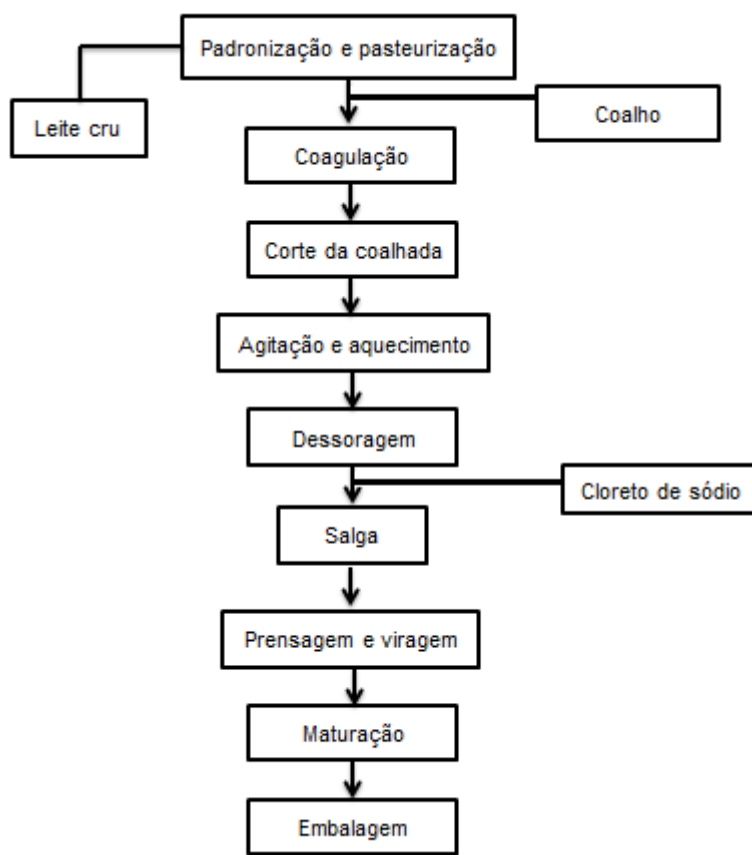 Padronização e pasteurização
Leite cru
Coalho
Coagulação
Corte da coalhada
Agitação e aquecimento
Dessoragem
Cloreto de sódio
Salga
Prensagem e viragem
Maturação
Embalagem